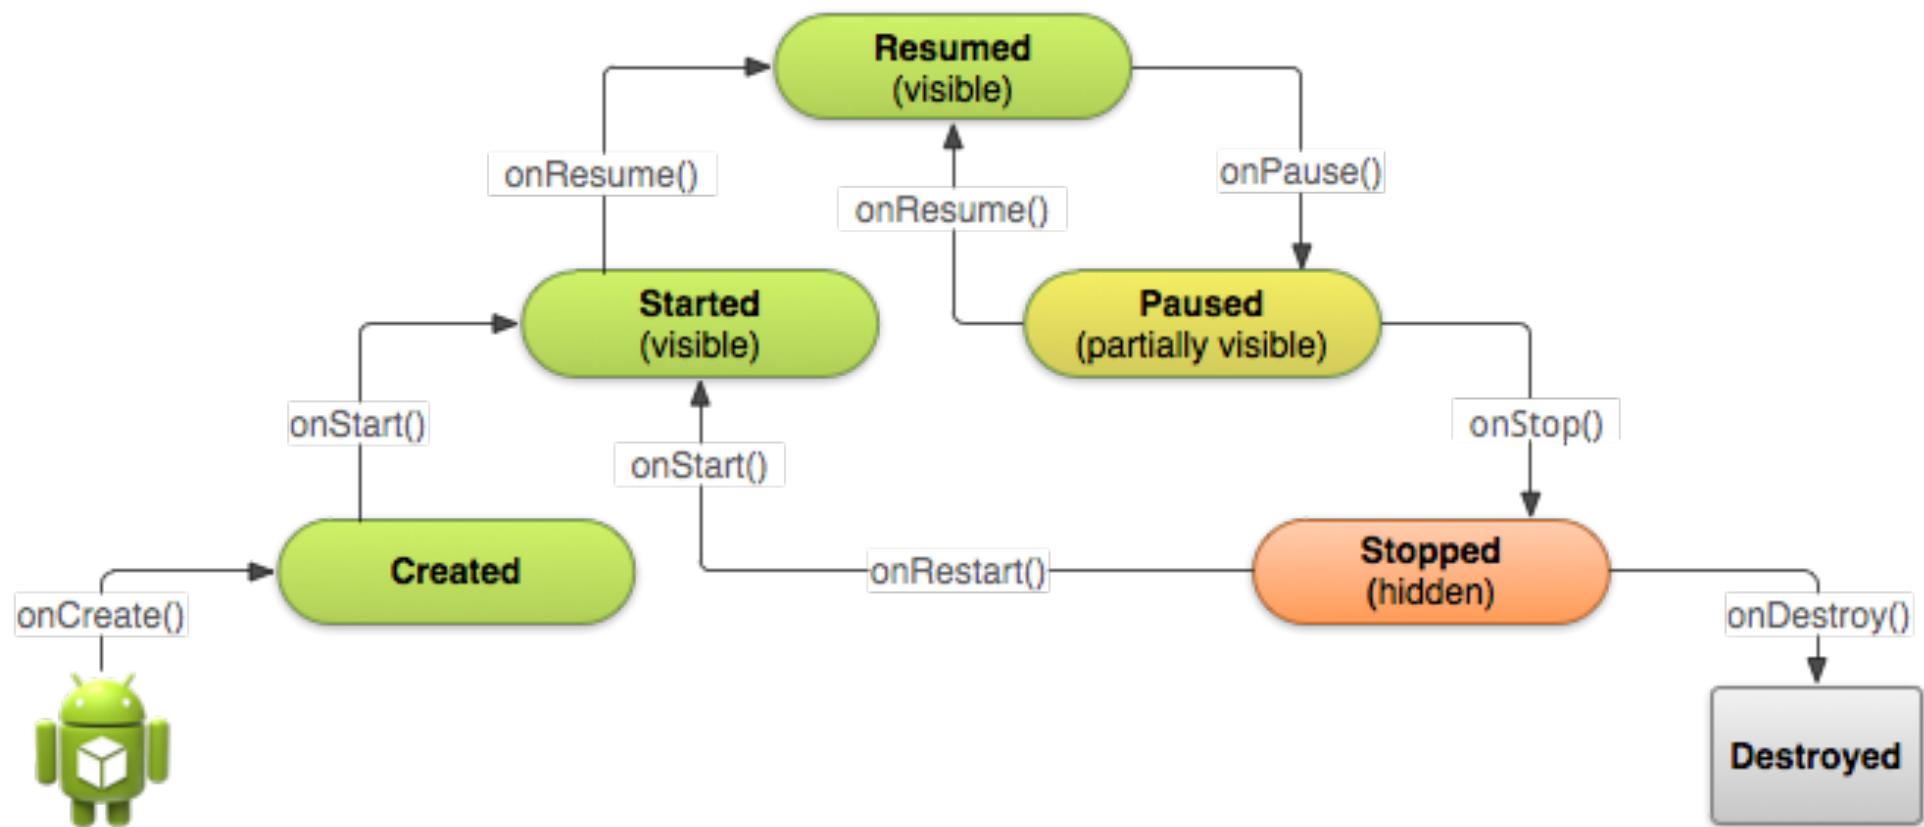 Resumed
(visible)
onResume()
onPause()
onResume()
Started
(visible)
Paused
(partially visible)
onStart()
onStop()
onStart()
Created
onRestart()
Stopped
(hidden)
onCreate()
onDestroy()
Destroyed